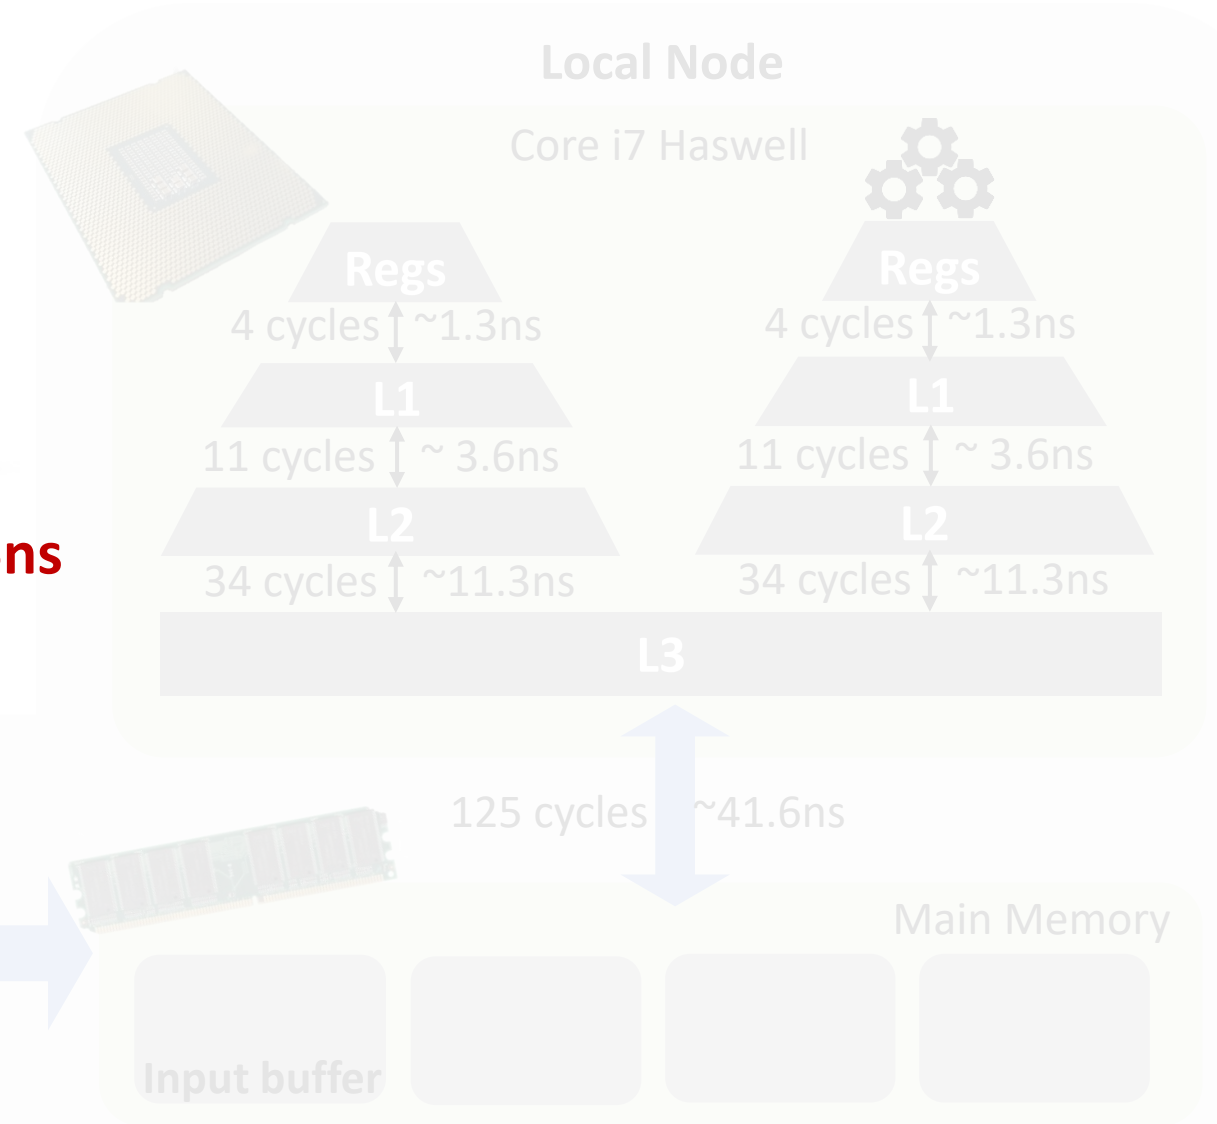 Local Node
Core i7 Haswell
Regs
Regs
4 cycles ~1.3ns
4 cycles ~1.3ns
L1
L1
11 cycles ~ 3.6ns
11 cycles ~ 3.6ns
L2
L2
ns
34 cycles ~11.3ns
34 cycles ~11.3ns
L3
125 cycles ~41.6ns
Main Memory
Input buffer